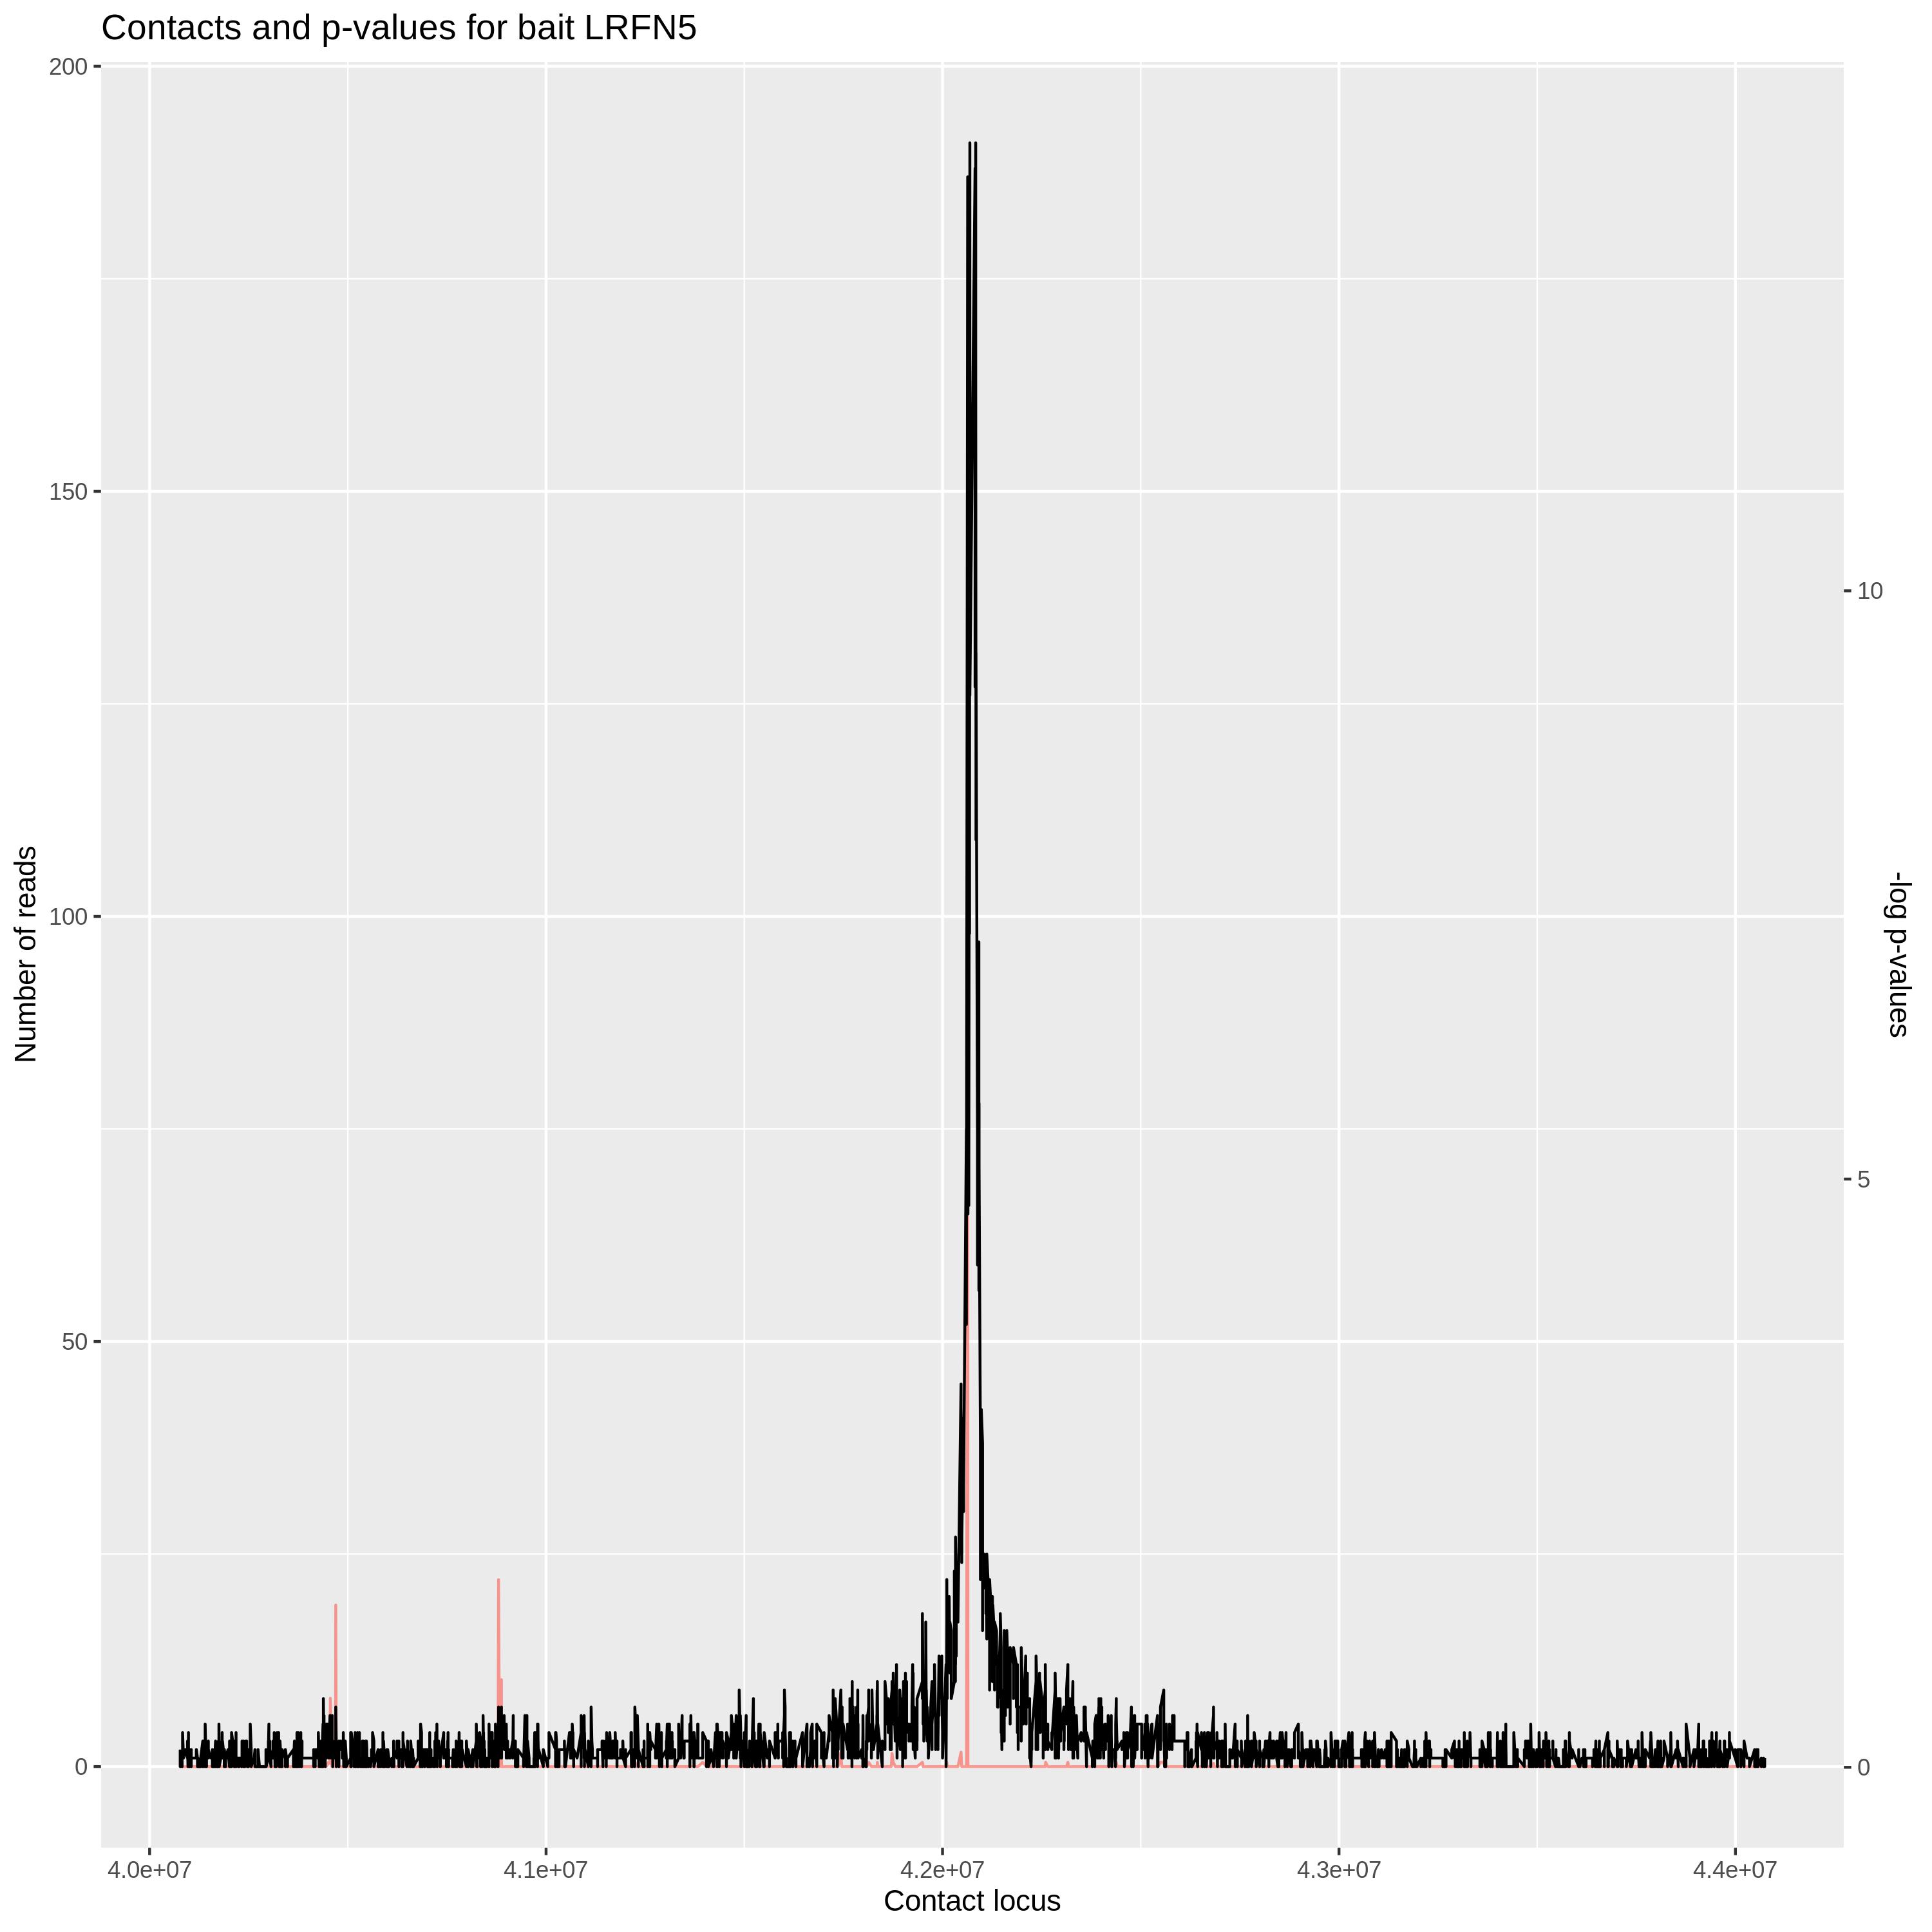 Contacts and p-values for bait LRFN5
200
150
100
50
0
Number of reads
10
5
0
-log p-values
4.0e+07
4.1e+07
4.2e+07
4.3e+07
4.4e+07
Contact locus